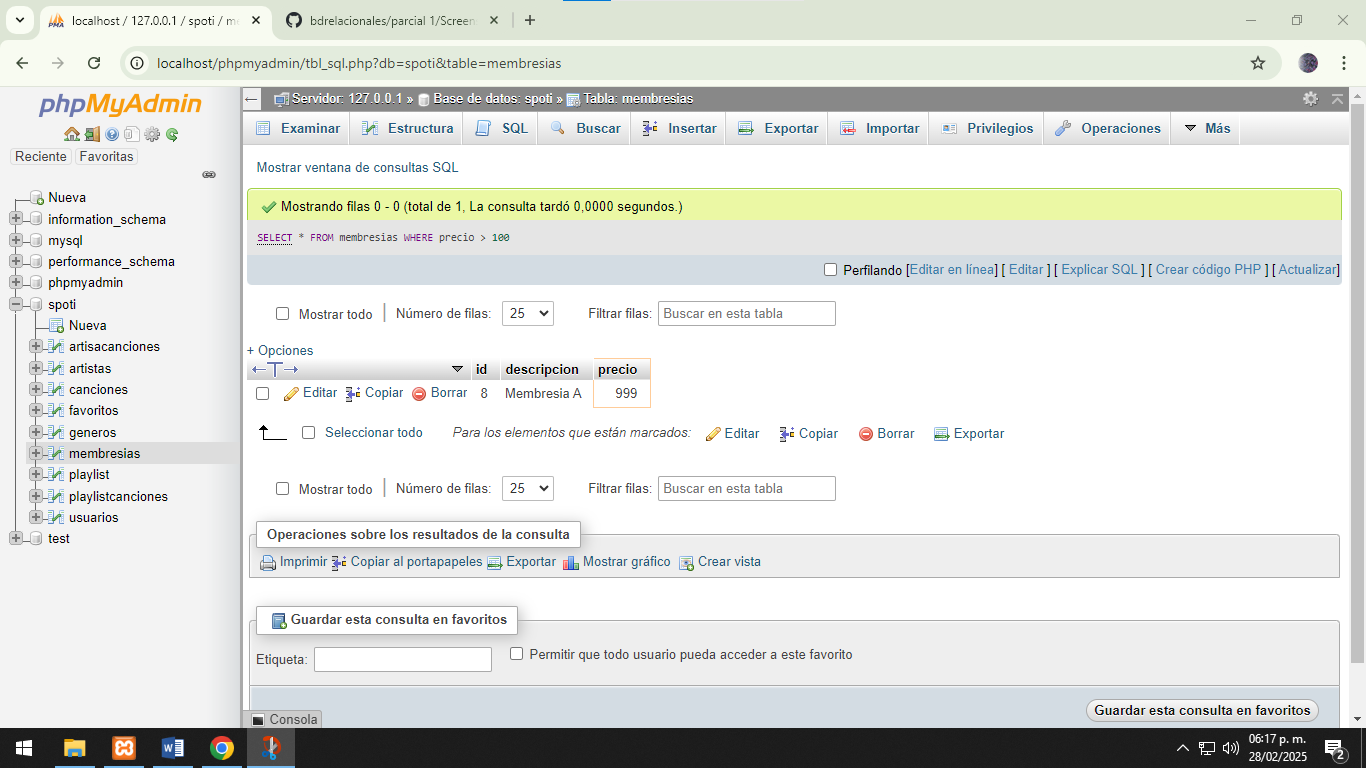 localhost / 127.0.0.1 / spoti / me
bdrelacionales/parcial 1/Screen
localhost/phpmyadmin/tbl_sql.php?db=spoti&table=membresias
phpMyAdmin
Reciente Favoritas
Nueva
information_schema
mysql
performance_schema
phpmyadmin
spoti
Nueva
artisacanciones
artistas
canciones
favoritos
generos
membresias
playlist
playlistcanciones
usuarios
test
Servidor: 127.0.0.1 » Base de datos: spoti » Tabla: membresias
Examinar Estructura SQL Buscar Insertar Exportar Importar Privilegios Operaciones Más
Mostrar ventana de consultas SQL
Mostrando filas 0 - 0 (total de 1, La consulta tardó 0,0000 segundos.)
SELECT * FROM membresias WHERE precio > 100
Perfilando [Editar en línea] [ Editar ] [ Explicar SQL ] [ Crear código PHP ] [ Actualizar]
Mostrar todo Número de filas: 25 Filtrar filas: Buscar en esta tabla
+ Opciones
←T→ id descripcion precio
Editar Copiar Borrar 8 Membresia A 999
Seleccionar todo Para los elementos que están marcados: Editar Copiar Borrar Exportar
Mostrar todo Número de filas: 25 Filtrar filas: Buscar en esta tabla
Operaciones sobre los resultados de la consulta
Imprimir Copiar al portapapeles Exportar Mostrar gráfico Crear vista
Guardar esta consulta en favoritos
Etiqueta: Permitir que todo usuario pueda acceder a este favorito
Guardar esta consulta en favoritos
Consola
06:17 p. m.
28/02/2025
2